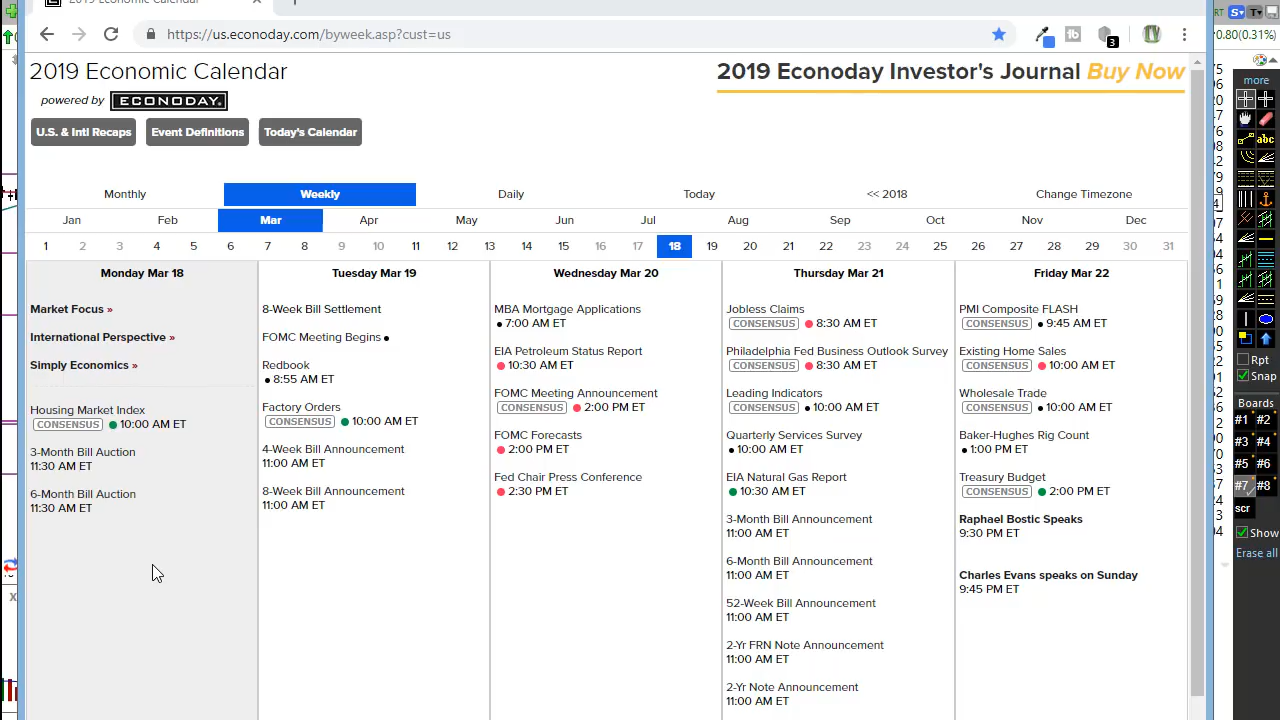 2019 Economic Calendar
RT
S
T
https://us.econoday.com/byweek.asp?cust=us
3
0.80(0.31%)
2019 Economic Calendar
2019 Econoday Investor's Journal Buy Now
powered by ECONODAY.
U.S. & Intl Recaps
Event Definitions
Today's Calendar
Monthly Weekly Daily Today << 2018 Change Timezone
Jan Feb Mar Apr May Jun Jul Aug Sep Oct Nov Dec
1 2 3 4 5 6 7 8 9 10 11 12 13 14 15 16 17 18 19 20 21 22 23 24 25 26 27 28 29 30 31
Monday Mar 18
Market Focus »
International Perspective »
Simply Economics »
Housing Market Index
CONSENSUS 10:00 AM ET
3-Month Bill Auction
11:30 AM ET
6-Month Bill Auction
11:30 AM ET
Tuesday Mar 19
8-Week Bill Settlement
FOMC Meeting Begins
Redbook
8:55 AM ET
Factory Orders
CONSENSUS 10:00 AM ET
4-Week Bill Announcement
11:00 AM ET
8-Week Bill Announcement
11:00 AM ET
Wednesday Mar 20
MBA Mortgage Applications
7:00 AM ET
EIA Petroleum Status Report
10:30 AM ET
FOMC Meeting Announcement
CONSENSUS 2:00 PM ET
FOMC Forecasts
2:00 PM ET
Fed Chair Press Conference
2:30 PM ET
Thursday Mar 21
Jobless Claims
CONSENSUS 8:30 AM ET
Philadelphia Fed Business Outlook Survey
CONSENSUS 8:30 AM ET
Leading Indicators
CONSENSUS 10:00 AM ET
Quarterly Services Survey
10:00 AM ET
EIA Natural Gas Report
10:30 AM ET
3-Month Bill Announcement
11:00 AM ET
6-Month Bill Announcement
11:00 AM ET
52-Week Bill Announcement
11:00 AM ET
2-Yr FRN Note Announcement
11:00 AM ET
2-Yr Note Announcement
11:00 AM ET
Friday Mar 22
PMI Composite FLASH
CONSENSUS 9:45 AM ET
Existing Home Sales
CONSENSUS 10:00 AM ET
Wholesale Trade
CONSENSUS 10:00 AM ET
Baker-Hughes Rig Count
1:00 PM ET
Treasury Budget
CONSENSUS 2:00 PM ET
Raphael Bostic Speaks
9:30 PM ET
Charles Evans speaks on Sunday
9:45 PM ET
more
abc
Rpt
Snap
Boards
#1 #2
#3 #4
#5 #6
#7 #8
scr
Show
Erase all